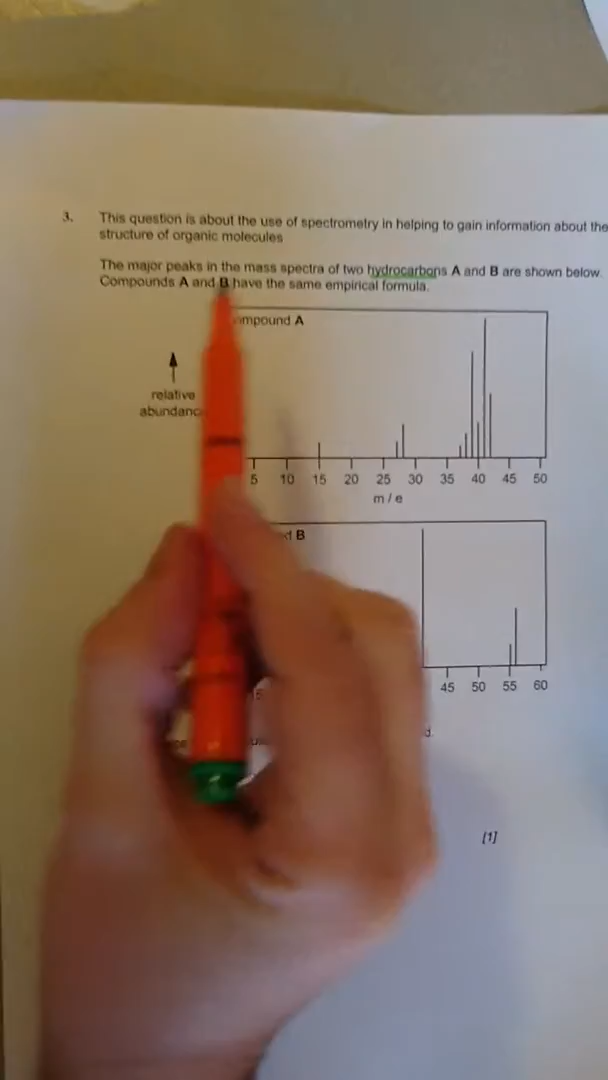 3. This question is about the use of spectrometry in helping to gain information about the
structure of organic molecules
The major peaks in the mass spectra of two hydrocarbons A and B are shown below.
Compounds A and B have the same empirical formula.
A
relative
5 10 15 20 25 30 35 40 45 50
m / e
B
45 50 55 60
[1]